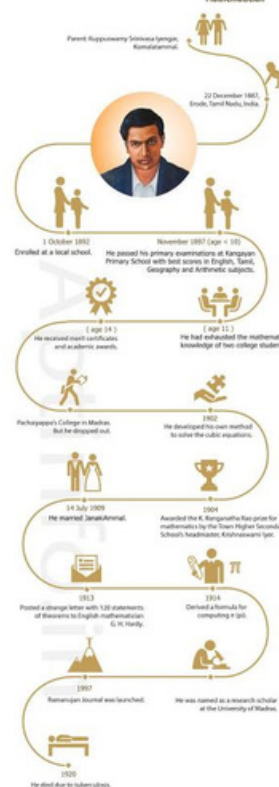 Parent: Kuppuswamy Srinivasa Iyengar,
Komalatammal.
22 December 1887,
Erode, Tamil Nadu, India.
1 October 1892
Enrolled at a local school.
November 1897 (age < 10)
He passed his primary examinations at Kangayan
Primary School with best scores in English, Tamil,
Geography and Arithmetic subjects.
( age 14 )
He received merit certificates
and academic awards.
( age 11 )
He had exhausted the mathemat
knowledge of two college student
Pachaiyappa's College in Madras.
But he dropped out.
1902
He developed his own method
to solve the cubic equations.
14 July 1909
He married JanakiAmmal.
1904
Awarded the K. Ranganatha Rao prize for
mathematics by the Town Higher Seconda
School's headmaster, Krishnaswami Iyer.
1913
Posted a strange letter with 120 statements
of theorems to English mathematician
G. H. Hardy.
1914
Derived a formula for
computing π (pi).
π
1997
Ramanujan Journal was launched.
He was named as a research scholar
at the University of Madras.
1920
He died due to tuberculosis.